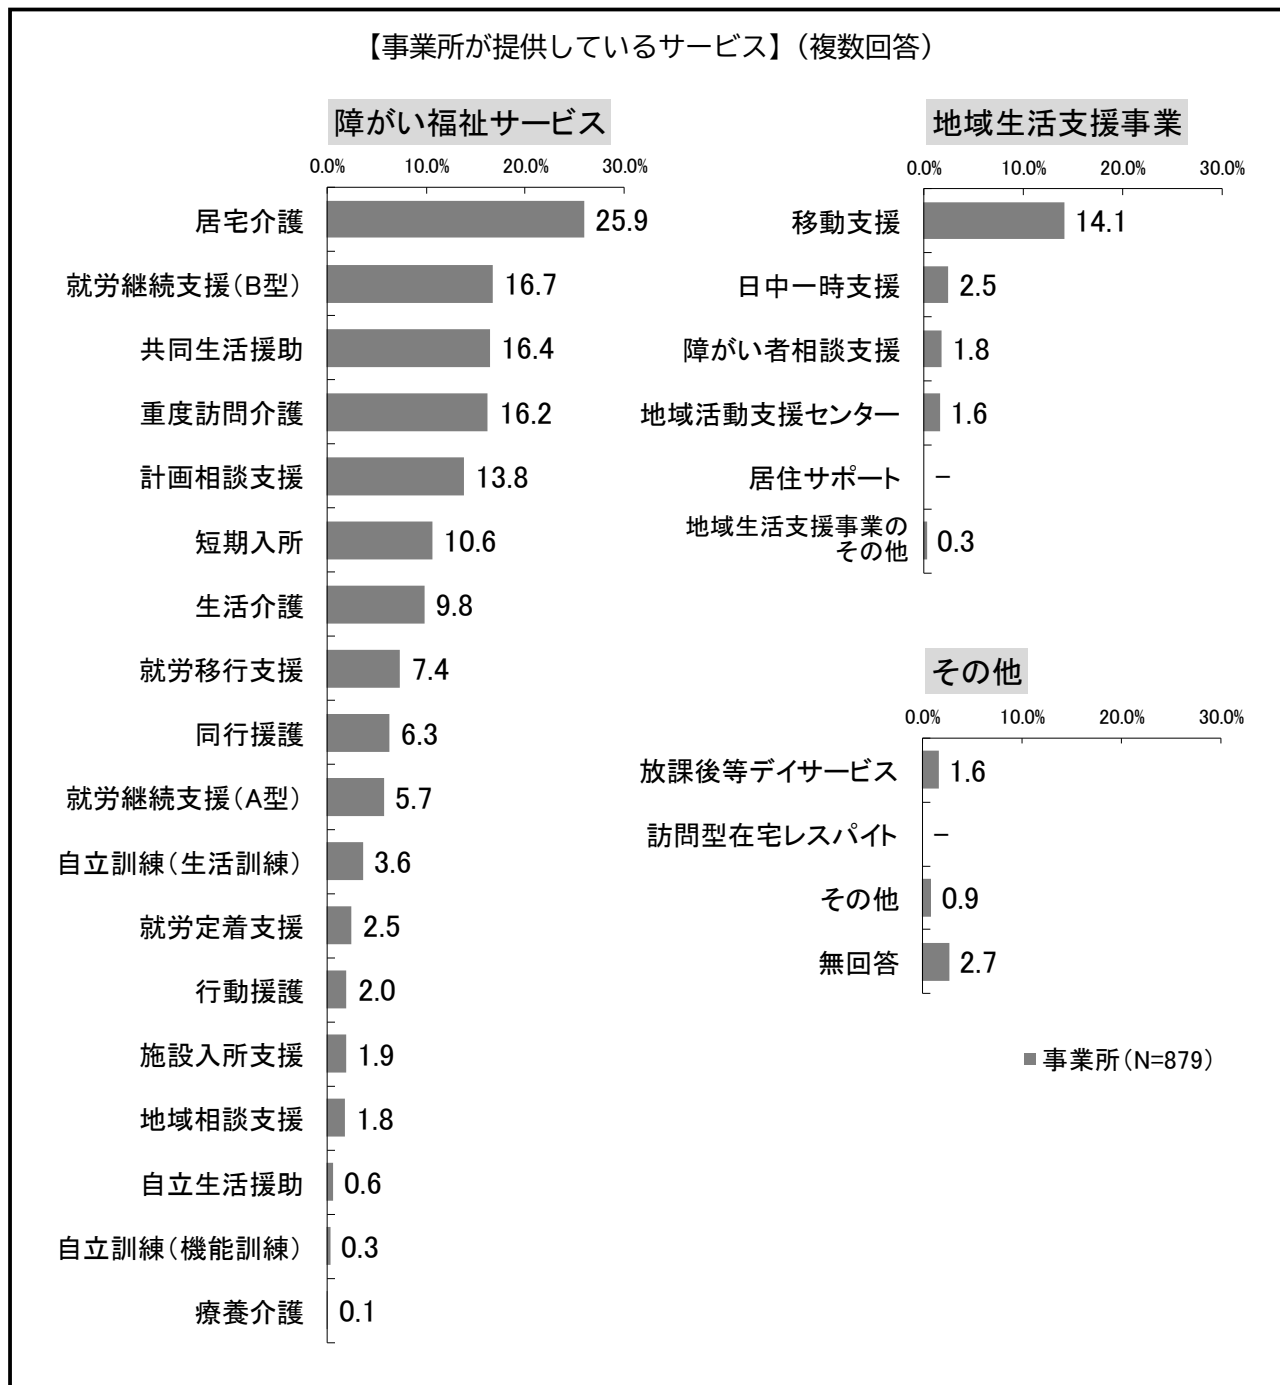 【事業所が提供しているサービス】（複数回答）
障がい福祉サービス
0.0% 10.0% 20.0% 30.0%
居宅介護 25.9
就労継続支援（B型） 16.7
共同生活援助 16.4
重度訪問介護 16.2
計画相談支援 13.8
短期入所 10.6
生活介護 9.8
就労移行支援 7.4
同行援護 6.3
就労継続支援（A型） 5.7
自立訓練（生活訓練） 3.6
就労定着支援 2.5
行動援護 2.0
施設入所支援 1.9
地域相談支援 1.8
自立生活援助 0.6
自立訓練（機能訓練） 0.3
療養介護 0.1
地域生活支援事業
0.0% 10.0% 20.0% 30.0%
移動支援 14.1
日中一時支援 2.5
障がい者相談支援 1.8
地域活動支援センター 1.6
居住サポート －
地域生活支援事業の
その他 0.3
その他
0.0% 10.0% 20.0% 30.0%
放課後等デイサービス 1.6
訪問型在宅レスパイト －
その他 0.9
無回答 2.7
事業所（N=879）